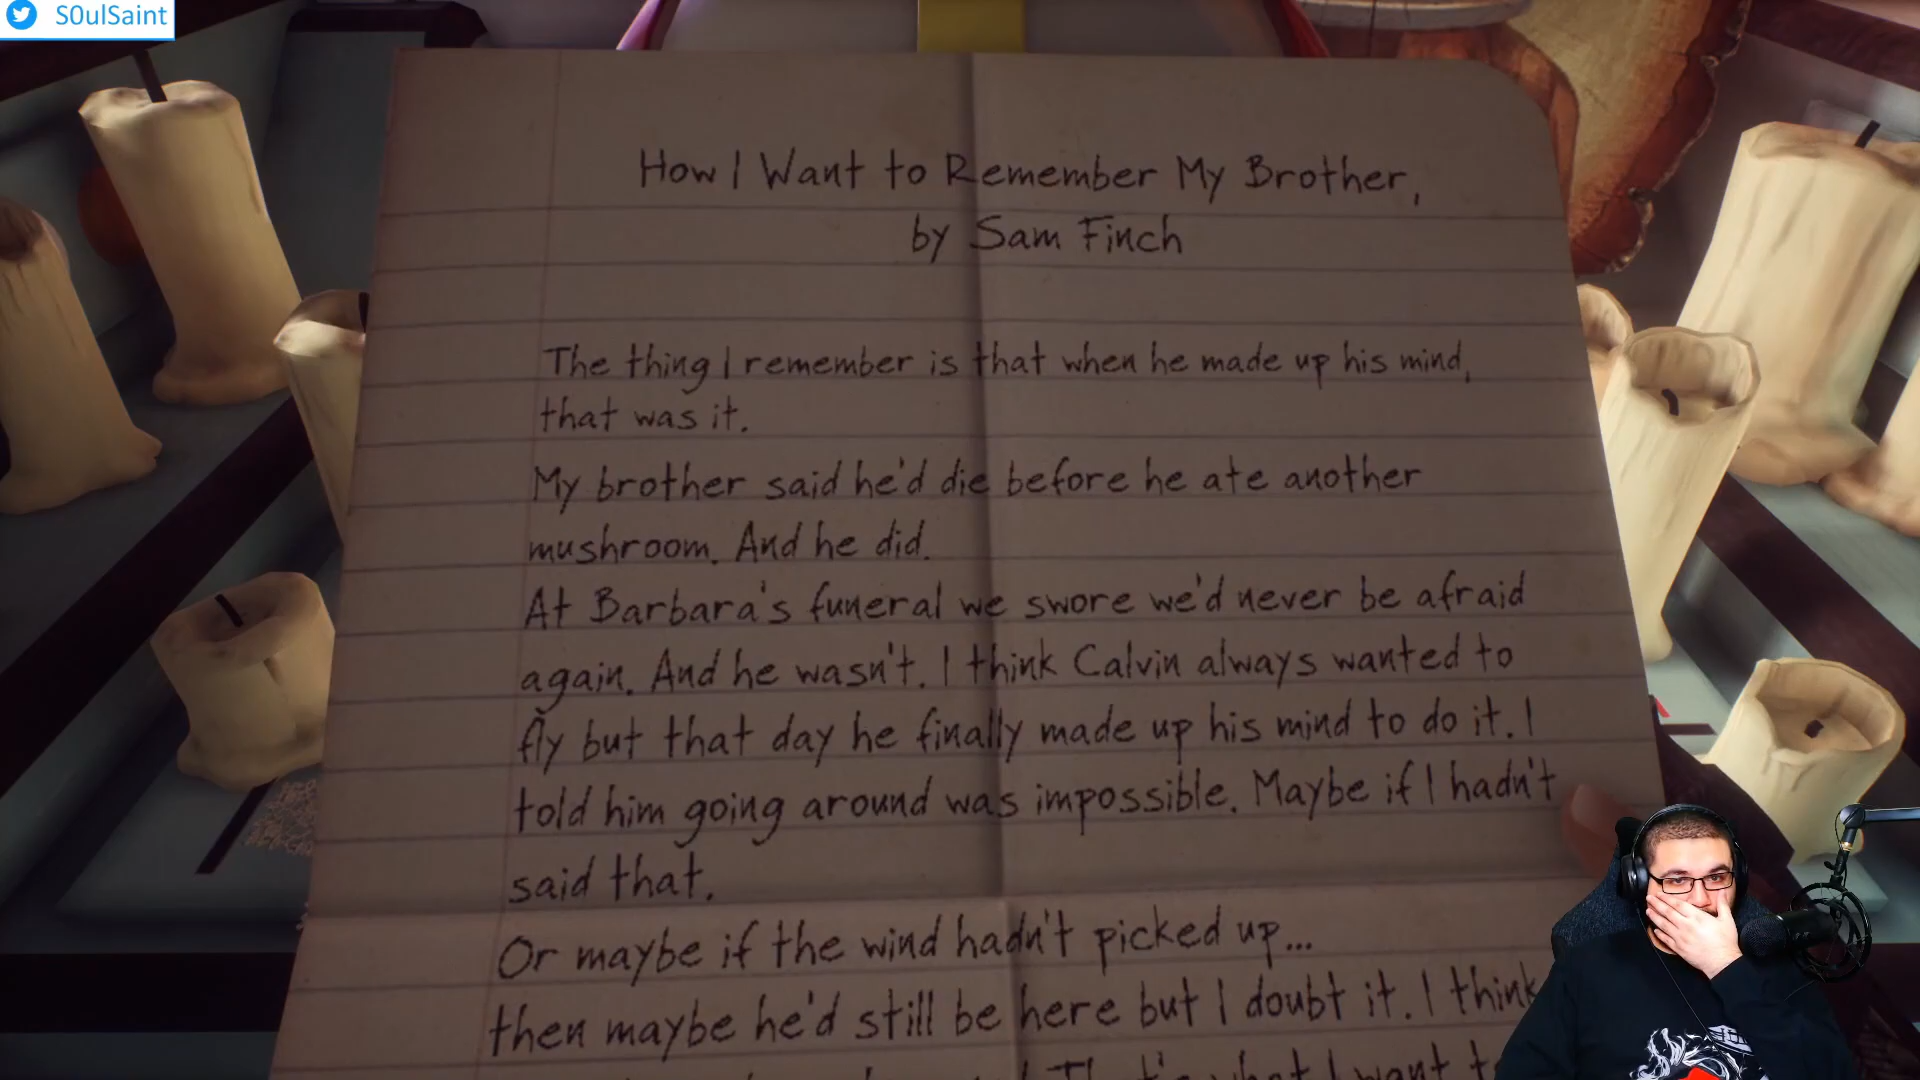 S0ulSaint
How I Want to Remember My Brother,
by Sam Finch
The thing I remember is that when he made up his mind,
that was it.
My brother said he'd die before he ate another
mushroom. And he did.
At Barbara's funeral we swore we'd never be afraid
again. And he wasn't. I think Calvin always wanted to
fly but that day he finally made up his mind to do it. I
told him going around was impossible. Maybe if I hadn't
said that.
Or maybe if the wind hadn't picked up...
then maybe he'd still be here but I doubt it. I think
That's what I want to